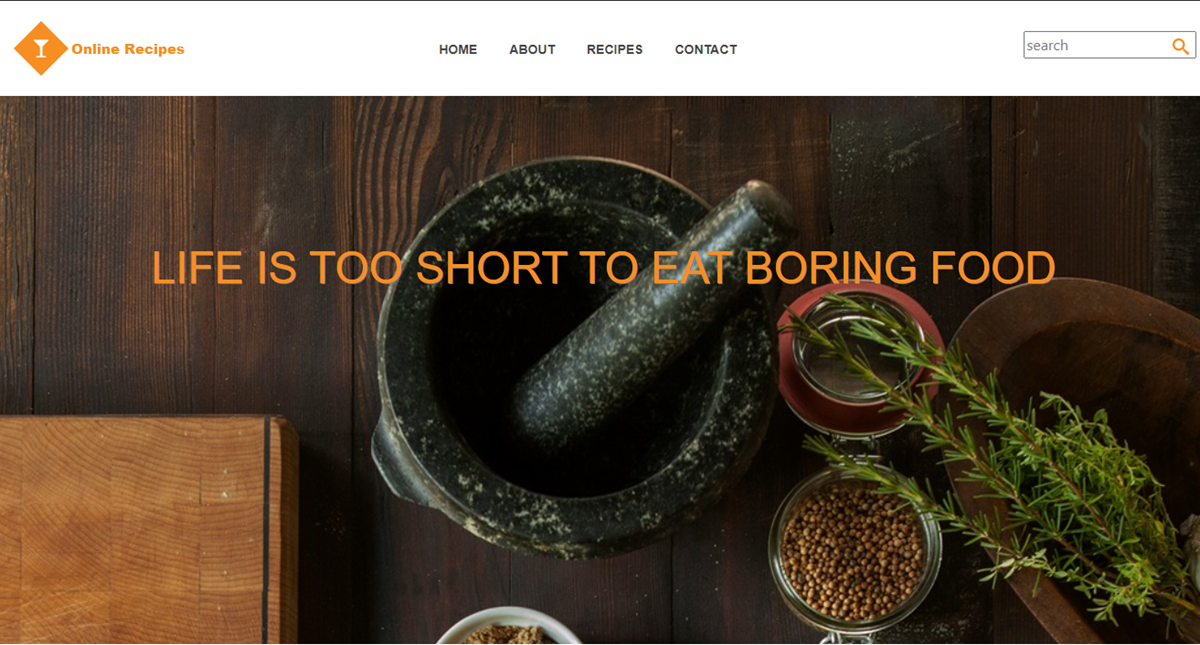 Online Recipes
HOME ABOUT RECIPES CONTACT
search
LIFE IS TOO SHORT TO EAT BORING FOOD